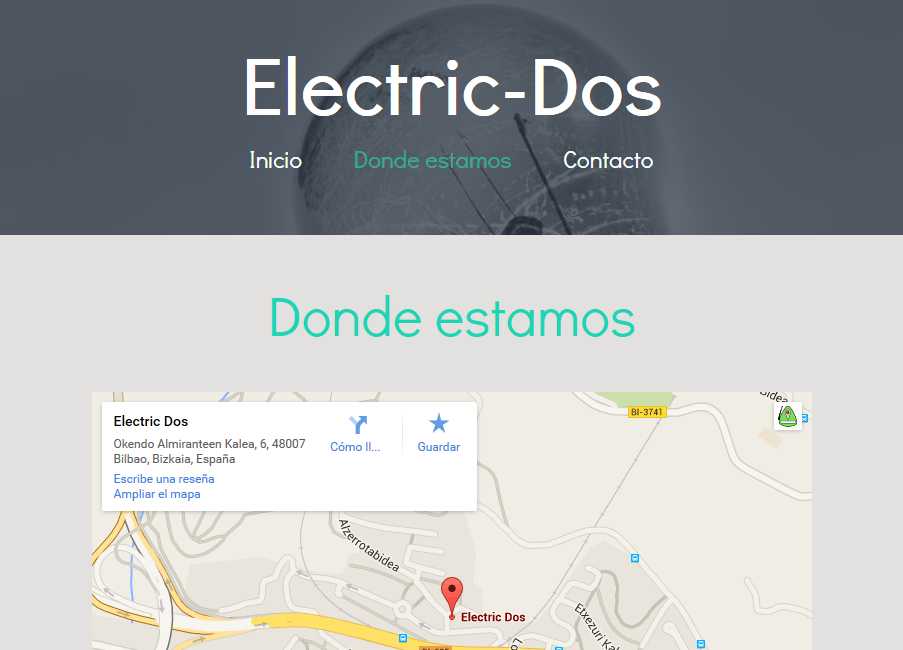 Electric-Dos
Inicio Donde estamos Contacto
Donde estamos
Electric Dos
Okendo Almiranteen Kalea, 6, 48007
Bilbao, Bizkaia, España
Escribe una reseña
Ampliar el mapa
Cómo ll...
Guardar
BI-3741
Alzerrotabidea
Electric Dos
Etxezuri Kal